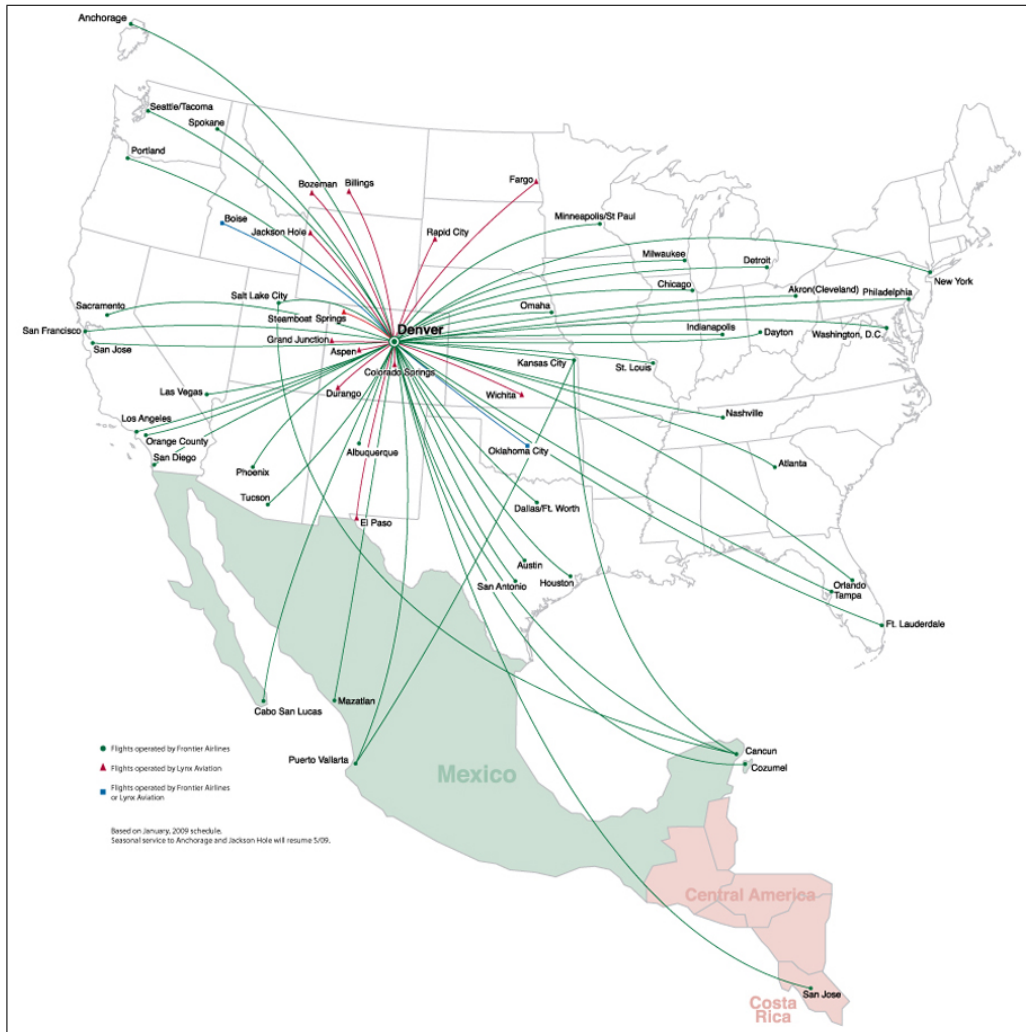 Anchorage
Seattle/Tacoma
Spokane
Portland
Bozeman
Billings
Fargo
Boise
Jackson Hole
Rapid City
Minneapolis/St Paul
Milwaukee
Detroit
New York
Chicago
Akron(Cleveland)
Philadelphia
Salt Lake City
Sacramento
Steamboat Springs
Omaha
San Francisco
Denver
Indianapolis
Dayton
Washington, D.C.
San Jose
Grand Junction
Aspen
Kansas City
St. Louis
Colorado Springs
Las Vegas
Durango
Wichita
Los Angeles
Nashville
Orange County
San Diego
Albuquerque
Oklahoma City
Atlanta
Phoenix
Tucson
Dallas/Ft. Worth
El Paso
Austin
San Antonio
Houston
Orlando
Tampa
Ft. Lauderdale
Cabo San Lucas
Mazatlan
Puerto Vallarta
Cancun
Cozumel
Mexico
Flights operated by Frontier Airlines
Flights operated by Lynx Aviation
Flights operated by Frontier Airlines
or Lynx Aviation
Based on January, 2009 schedule.
Seasonal service to Anchorage and Jackson Hole will resume 5/09.
Central America
San Jose
Costa
Rica